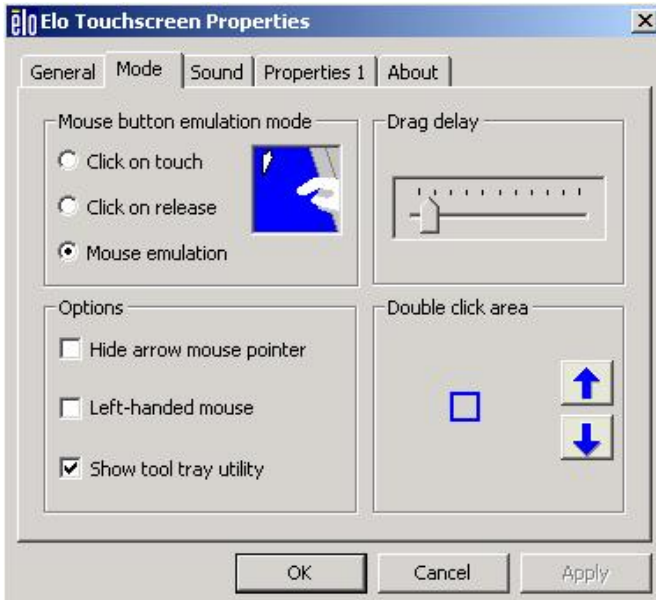 elo Elo Touchscreen Properties
General Mode Sound Properties 1 About
Mouse button emulation mode
Click on touch
Click on release
Mouse emulation
Drag delay
Options
Hide arrow mouse pointer
Left-handed mouse
Show tool tray utility
Double click area
OK Cancel Apply